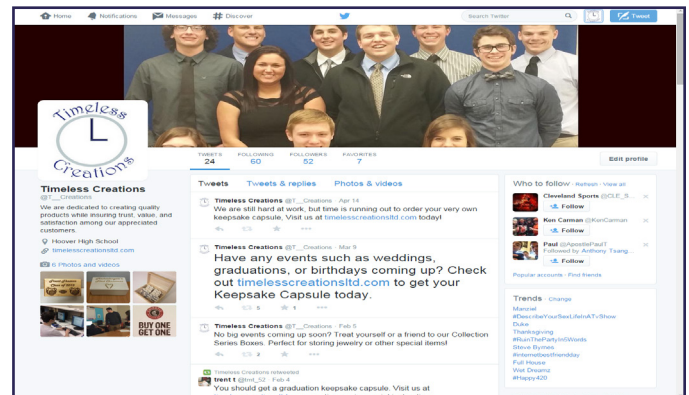 Home Notifications Messages Discover Search Twitter Tweet
Timeless
Creations
TWEETS FOLLOWING FOLLOWERS FAVORITES
24 60 52 7
Edit profile
Timeless Creations
@T__Creations
We are dedicated to creating quality
products while insuring trust, value, and
satisfaction among our appreciated
customers.
Hoover High School
timelesscreationsltd.com
6 Photos and videos
BUY ONE
GET ONE
Tweets Tweets & replies Photos & videos
Timeless Creations @T__Creations · Apr 14
We are still hard at work, but time is running out to order your very own
keepsake capsule, Visit us at timelesscreationsltd.com today!
Timeless Creations @T__Creations · Mar 9
Have any events such as weddings,
graduations, or birthdays coming up? Check
out timelesscreationsltd.com to get your
Keepsake Capsule today.
5 1
Timeless Creations @T__Creations · Feb 5
No big events coming up soon? Treat yourself or a friend to our Collection
Series Boxes. Perfect for storing jewelry or other special items!
Timeless Creations retweeted
trent t @tnd_52 · Feb 4
You should get a graduation keepsake capsule. Visit us at
Who to follow · Refresh · View all
Cleveland Sports @CLE_S...
Follow
Ken Carman @KenCarman
Follow
Paul @ApostlePaulT
Followed by Anthony Tsang ...
Follow
Popular accounts · Find friends
Trends · Change
Manziel
#DescribeYourSexLifeInATvShow
Duke
Thanksgiving
#RuinThePartyIn5Words
Steve Byrnes
#internetbestfriendday
Full House
Wet Dreamz
#Happy420